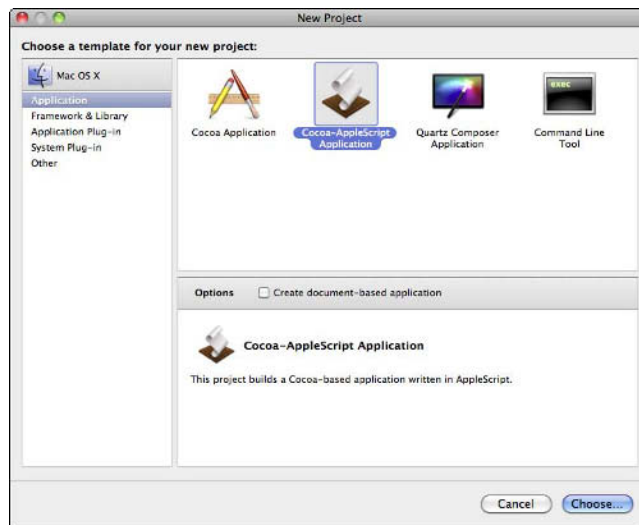 New Project
Choose a template for your new project:
Mac OS X
Application
Framework & Library
Application Plug-in
System Plug-in
Other
Cocoa Application
Cocoa-AppleScript
Application
Quartz Composer
Application
exec
Command Line
Tool
Options
Create document-based application
Cocoa-AppleScript Application
This project builds a Cocoa-based application written in AppleScript.
Cancel
Choose...